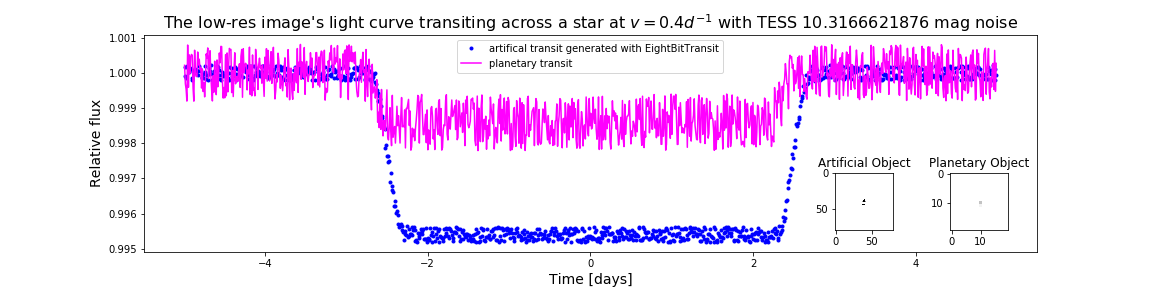 The low-res image's light curve transiting across a star at v = 0.4d⁻¹ with TESS 10.3166621876 mag noise
artifical transit generated with EightBitTransit
planetary transit
Relative flux
1.001
1.000
0.999
0.998
0.997
0.996
0.995
Artificial Object
0
50
0
50
Planetary Object
0
10
0
10
−4
−2
0
2
4
Time [days]